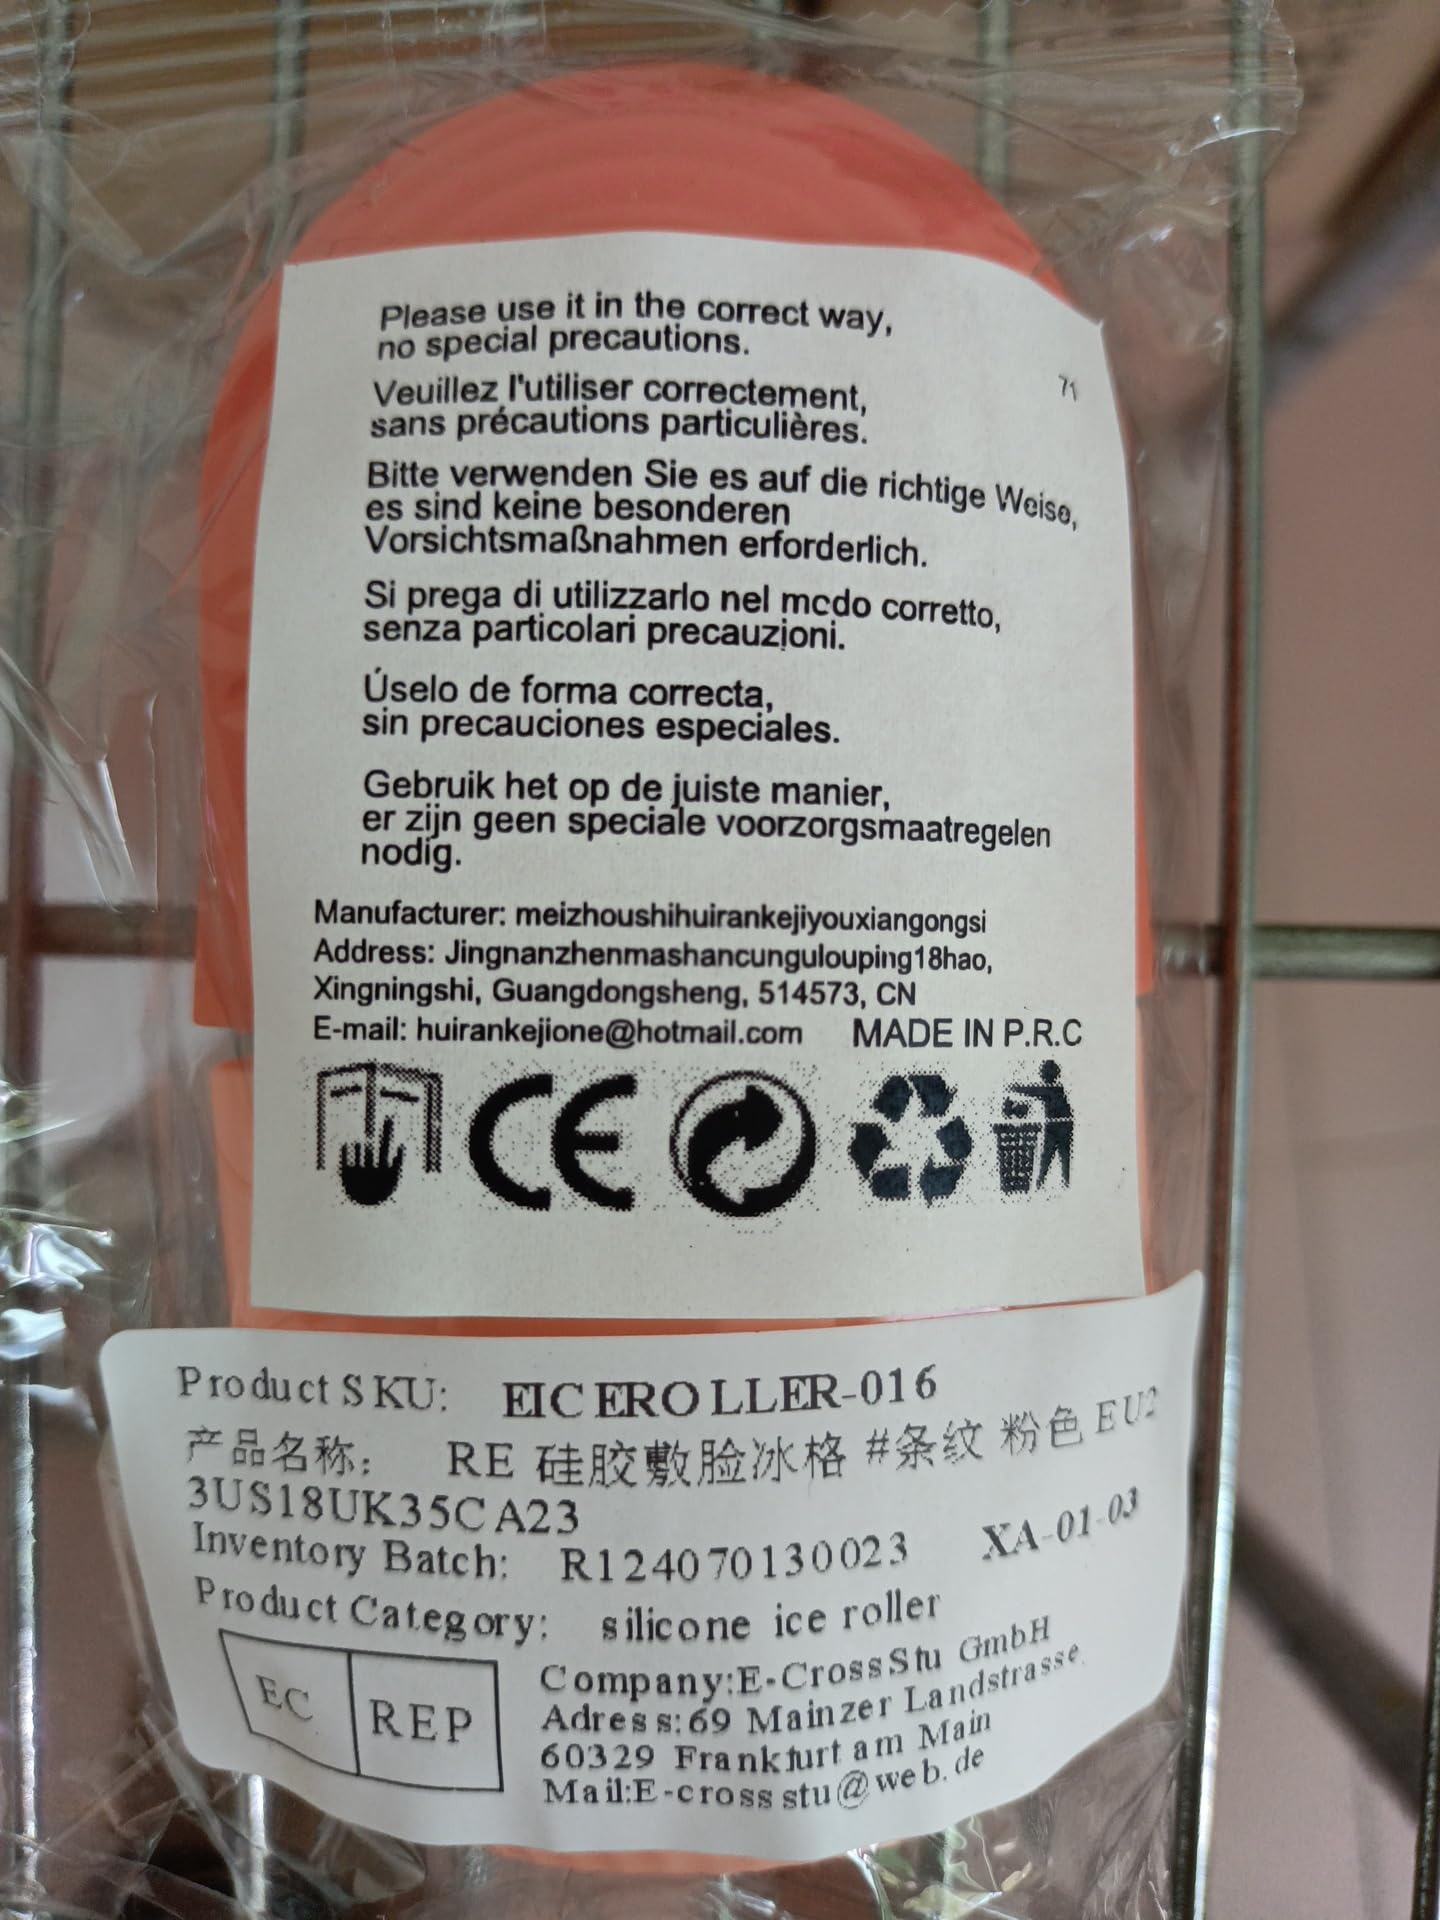 Please use it in the correct way,
no special precautions.
71
Veuillez l'utiliser correctement,
sans précautions particulières.
Bitte verwenden Sie es auf die richtige Weise,
es sind keine besonderen
Vorsichtsmaßnahmen erforderlich.
Si prega di utilizzarlo nel modo corretto,
senza particolari precauzioni.
Úselo de forma correcta,
sin precauciones especiales.
Gebruik het op de juiste manier,
er zijn geen speciale voorzorgsmaatregelen
nodig.
Manufacturer: meizhoushihuirankejiyouxiangongsi
Address: Jingnanzhenmashancungulouping18hao,
Xingningshi, Guangdongsheng, 514573, CN
E-mail: huirankejione@hotmail.com MADE IN P.R.C
CE
Product SKU: EICEROLLER-016
产品名称: RE 硅胶敷脸冰格 #条纹 粉色 EU2
3US18UK35CA23
Inventory Batch: R124070130023 XA-01-03
Product Category: silicone ice roller
EC REP
Company:E-CrossStu GmbH
Adress:69 Mainzer Landstrasse
60329 Frankfurt am Main
Mail:E-crossstu@web.de